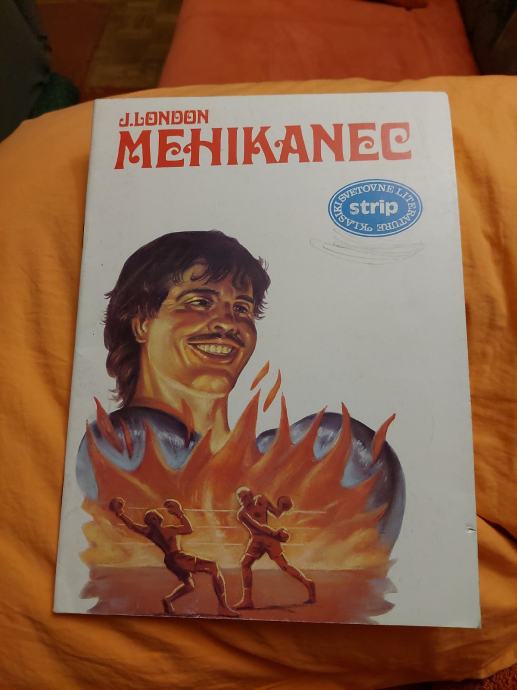 J.LONDON
MEHIKANEC
KLASIKI SVETOVNE LITERATURE
strip